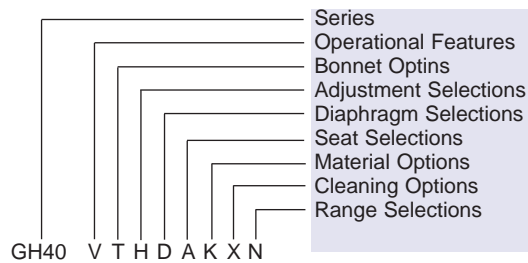 Series
Operational Features
Bonnet Optins
Adjustment Selections
Diaphragm Selections
Seat Selections
Material Options
Cleaning Options
Range Selections
GH40 V T H D A K X N